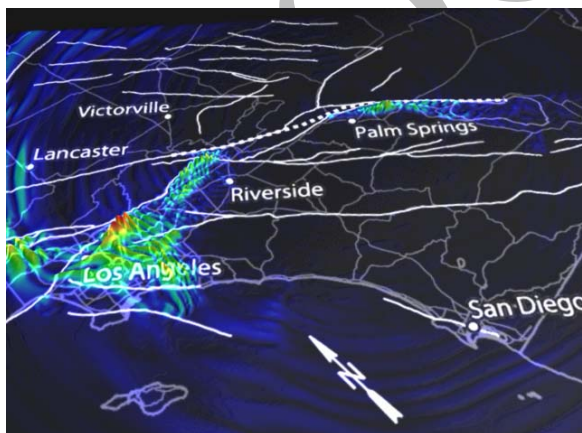 Victorville
Palm Springs
Lancaster
Riverside
Los Angeles
San Diego
N